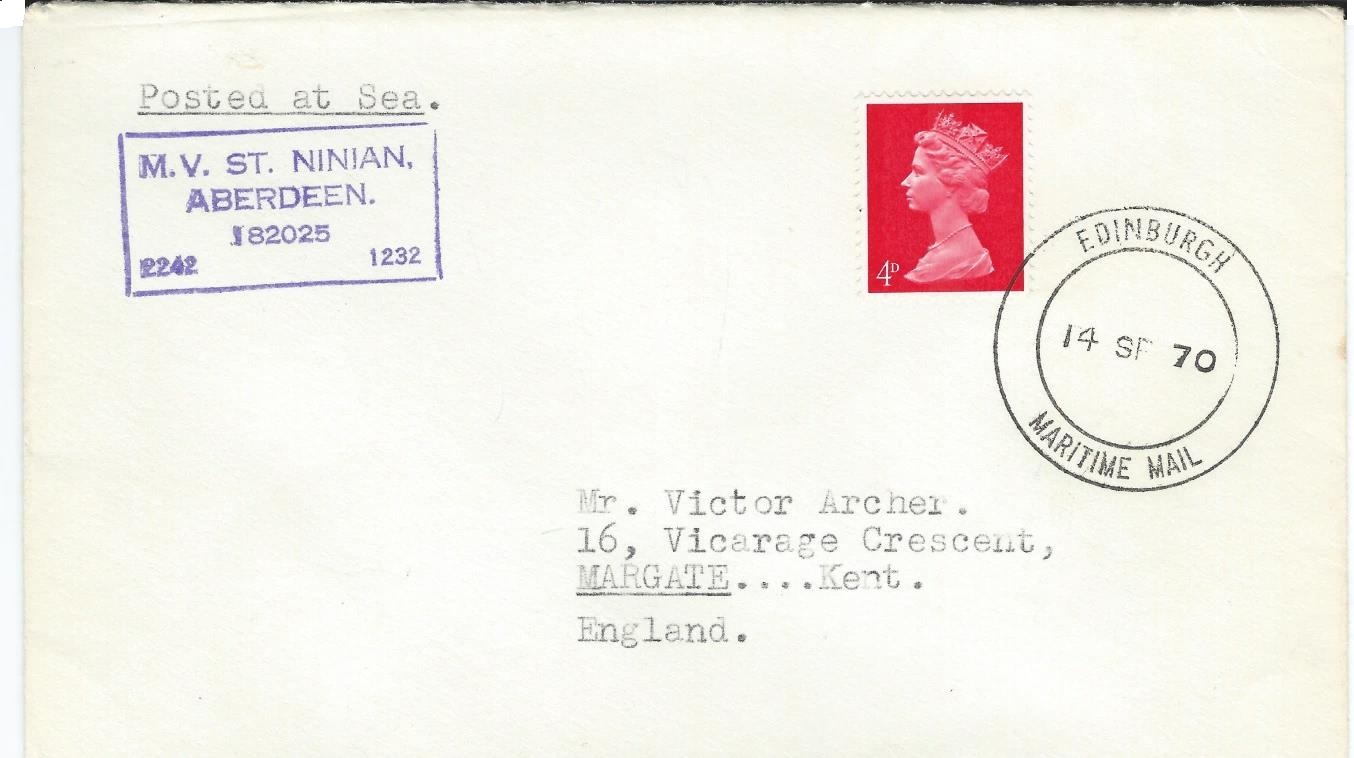 Posted at Sea.
M.V. ST. NINIAN,
ABERDEEN.
182025
2242 1232
4D
EDINBURGH
14 SP 70
MARITIME MAIL
Mr. Victor Archer.
16, Vicarage Crescent,
MARGATE....Kent.
England.